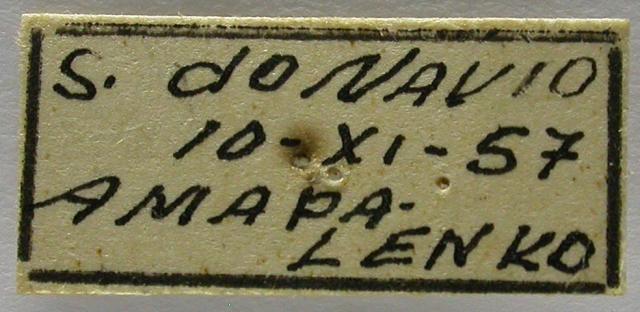 S. do NAVIO
10-XI-57
AMAPA-
LENKO